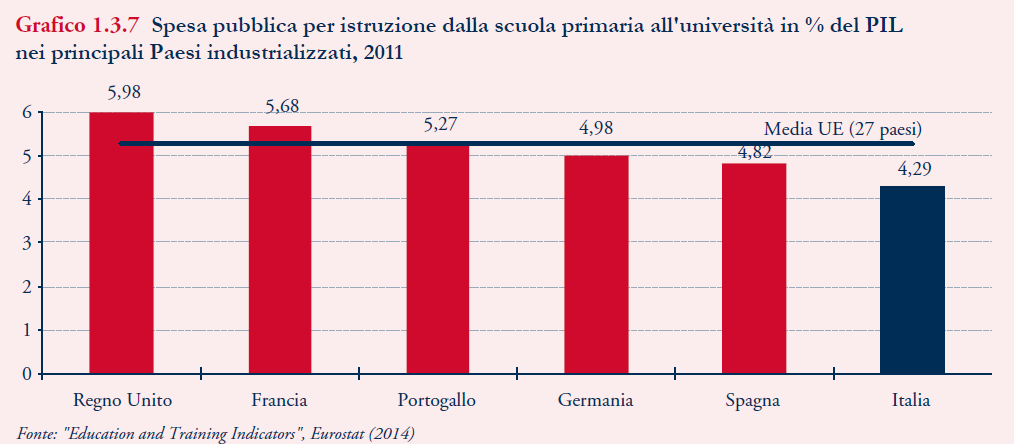 Grafico 1.3.7 Spesa pubblica per istruzione dalla scuola primaria all'università in % del PIL
nei principali Paesi industrializzati, 2011
5,98
5,68
5,27
4,98
Media UE (27 paesi)
4,82
4,29
6
5
4
3
2
1
0
Regno Unito Francia Portogallo Germania Spagna Italia
Fonte: "Education and Training Indicators", Eurostat (2014)